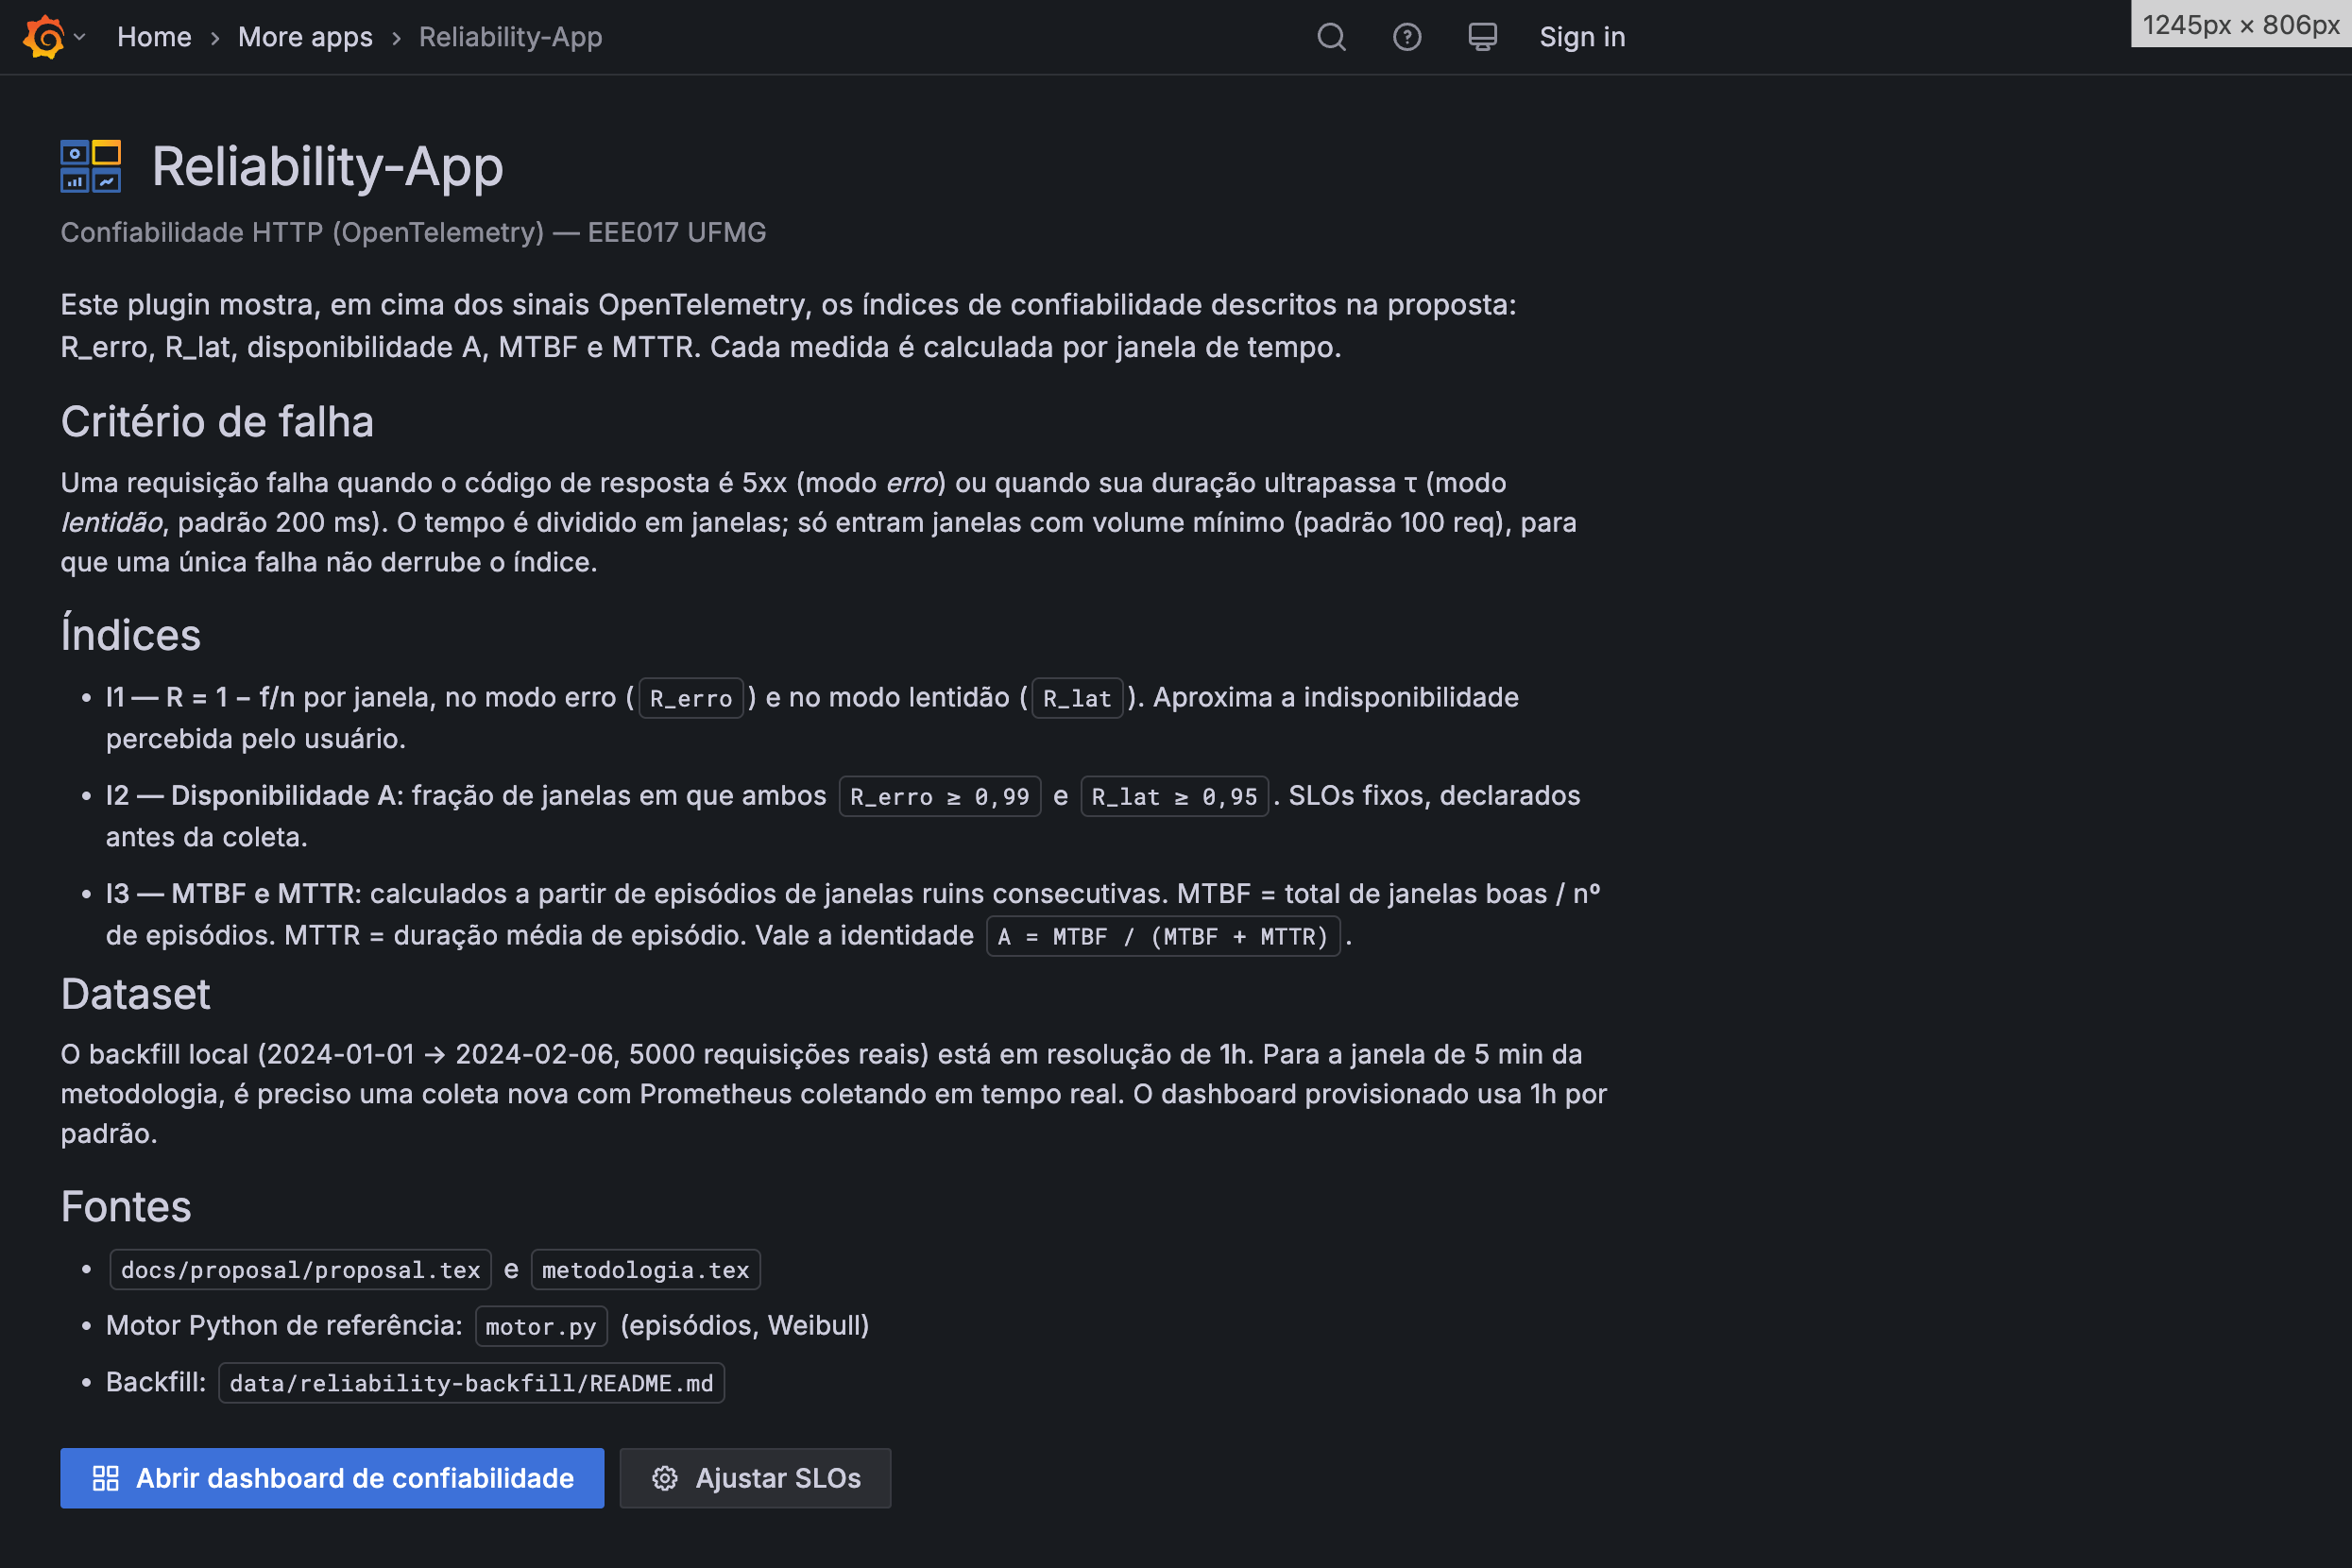 Home › More apps › Reliability-App
Sign in
1245px × 806px
Reliability-App
Confiabilidade HTTP (OpenTelemetry) — EEE017 UFMG
Este plugin mostra, em cima dos sinais OpenTelemetry, os índices de confiabilidade descritos na proposta:
R_erro, R_lat, disponibilidade A, MTBF e MTTR. Cada medida é calculada por janela de tempo.
Critério de falha
Uma requisição falha quando o código de resposta é 5xx (modo erro) ou quando sua duração ultrapassa τ (modo
lentidão, padrão 200 ms). O tempo é dividido em janelas; só entram janelas com volume mínimo (padrão 100 req), para
que uma única falha não derrube o índice.
Índices
• I1 — R = 1 − f/n por janela, no modo erro ( R_erro ) e no modo lentidão ( R_lat ). Aproxima a indisponibilidade
percebida pelo usuário.
• I2 — Disponibilidade A: fração de janelas em que ambos R_erro ≥ 0,99 e R_lat ≥ 0,95 . SLOs fixos, declarados
antes da coleta.
• I3 — MTBF e MTTR: calculados a partir de episódios de janelas ruins consecutivas. MTBF = total de janelas boas / nº
de episódios. MTTR = duração média de episódio. Vale a identidade A = MTBF / (MTBF + MTTR) .
Dataset
O backfill local (2024-01-01 → 2024-02-06, 5000 requisições reais) está em resolução de 1h. Para a janela de 5 min da
metodologia, é preciso uma coleta nova com Prometheus coletando em tempo real. O dashboard provisionado usa 1h por
padrão.
Fontes
• docs/proposal/proposal.tex e metodologia.tex
• Motor Python de referência: motor.py (episódios, Weibull)
• Backfill: data/reliability-backfill/README.md
Abrir dashboard de confiabilidade
Ajustar SLOs